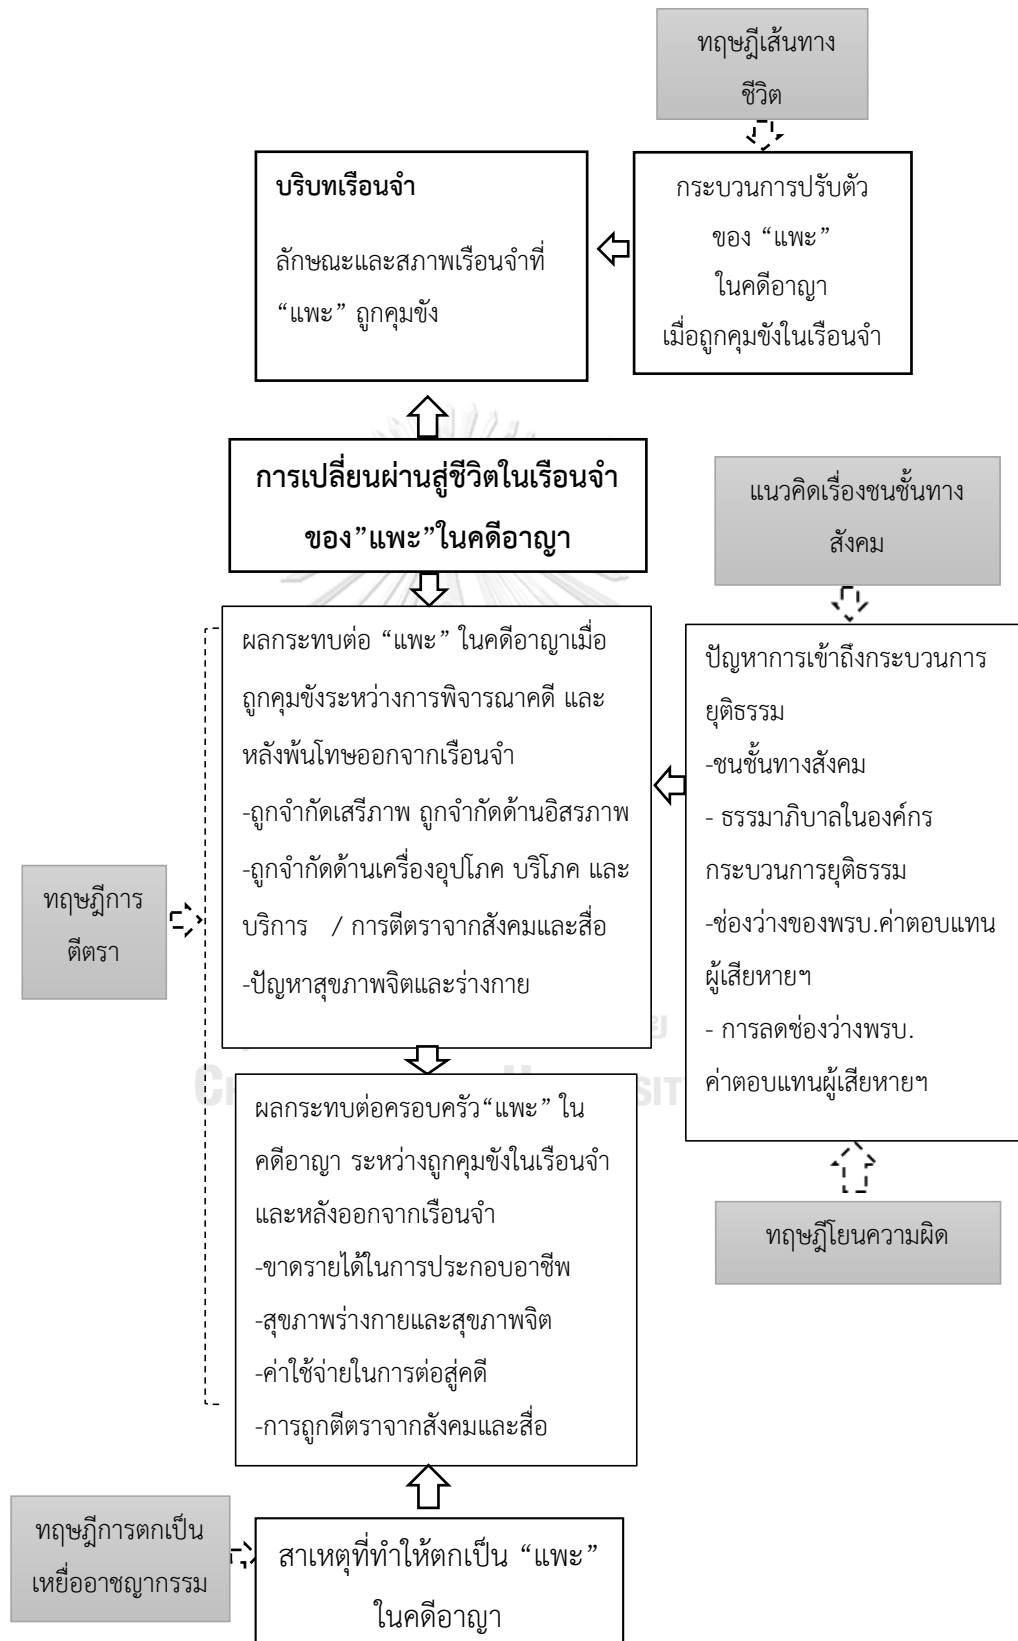 ทฤษฎีเส้นทาง
ชีวิต
บริบทเรือนจำ
ลักษณะและสภาพเรือนจำที่
“แพะ” ถูกคุมขัง
กระบวนการปรับตัว
ของ “แพะ”
ในคดีอาญา
เมื่อถูกคุมขังในเรือนจำ
การเปลี่ยนผ่านสู่ชีวิตในเรือนจำ
ของ”แพะ”ในคดีอาญา
แนวคิดเรื่องชนชั้นทาง
สังคม
ผลกระทบต่อ “แพะ” ในคดีอาญาเมื่อ
ถูกคุมขังระหว่างการพิจารณาคดี และ
หลังพ้นโทษออกจากเรือนจำ
-ถูกจำกัดเสรีภาพ ถูกจำกัดด้านอิสรภาพ
-ถูกจำกัดด้านเครื่องอุปโภค บริโภค และ
บริการ / การตีตราจากสังคมและสื่อ
-ปัญหาสุขภาพจิตและร่างกาย
ปัญหาการเข้าถึงกระบวนการ
ยุติธรรม
-ชนชั้นทางสังคม
- ธรรมาภิบาลในองค์กร
กระบวนการยุติธรรม
-ช่องว่างของพรบ.ค่าตอบแทน
ผู้เสียหายฯ
- การลดช่องว่างพรบ.
ค่าตอบแทนผู้เสียหายฯ
ทฤษฎีการ
ตีตรา
ผลกระทบต่อครอบครัว“แพะ” ใน
คดีอาญา ระหว่างถูกคุมขังในเรือนจำ
และหลังออกจากเรือนจำ
-ขาดรายได้ในการประกอบอาชีพ
-สุขภาพร่างกายและสุขภาพจิต
-ค่าใช้จ่ายในการต่อสู้คดี
-การถูกตีตราจากสังคมและสื่อ
ทฤษฎีโยนความผิด
ทฤษฎีการตกเป็น
เหยื่ออาชญากรรม
สาเหตุที่ทำให้ตกเป็น “แพะ”
ในคดีอาญา